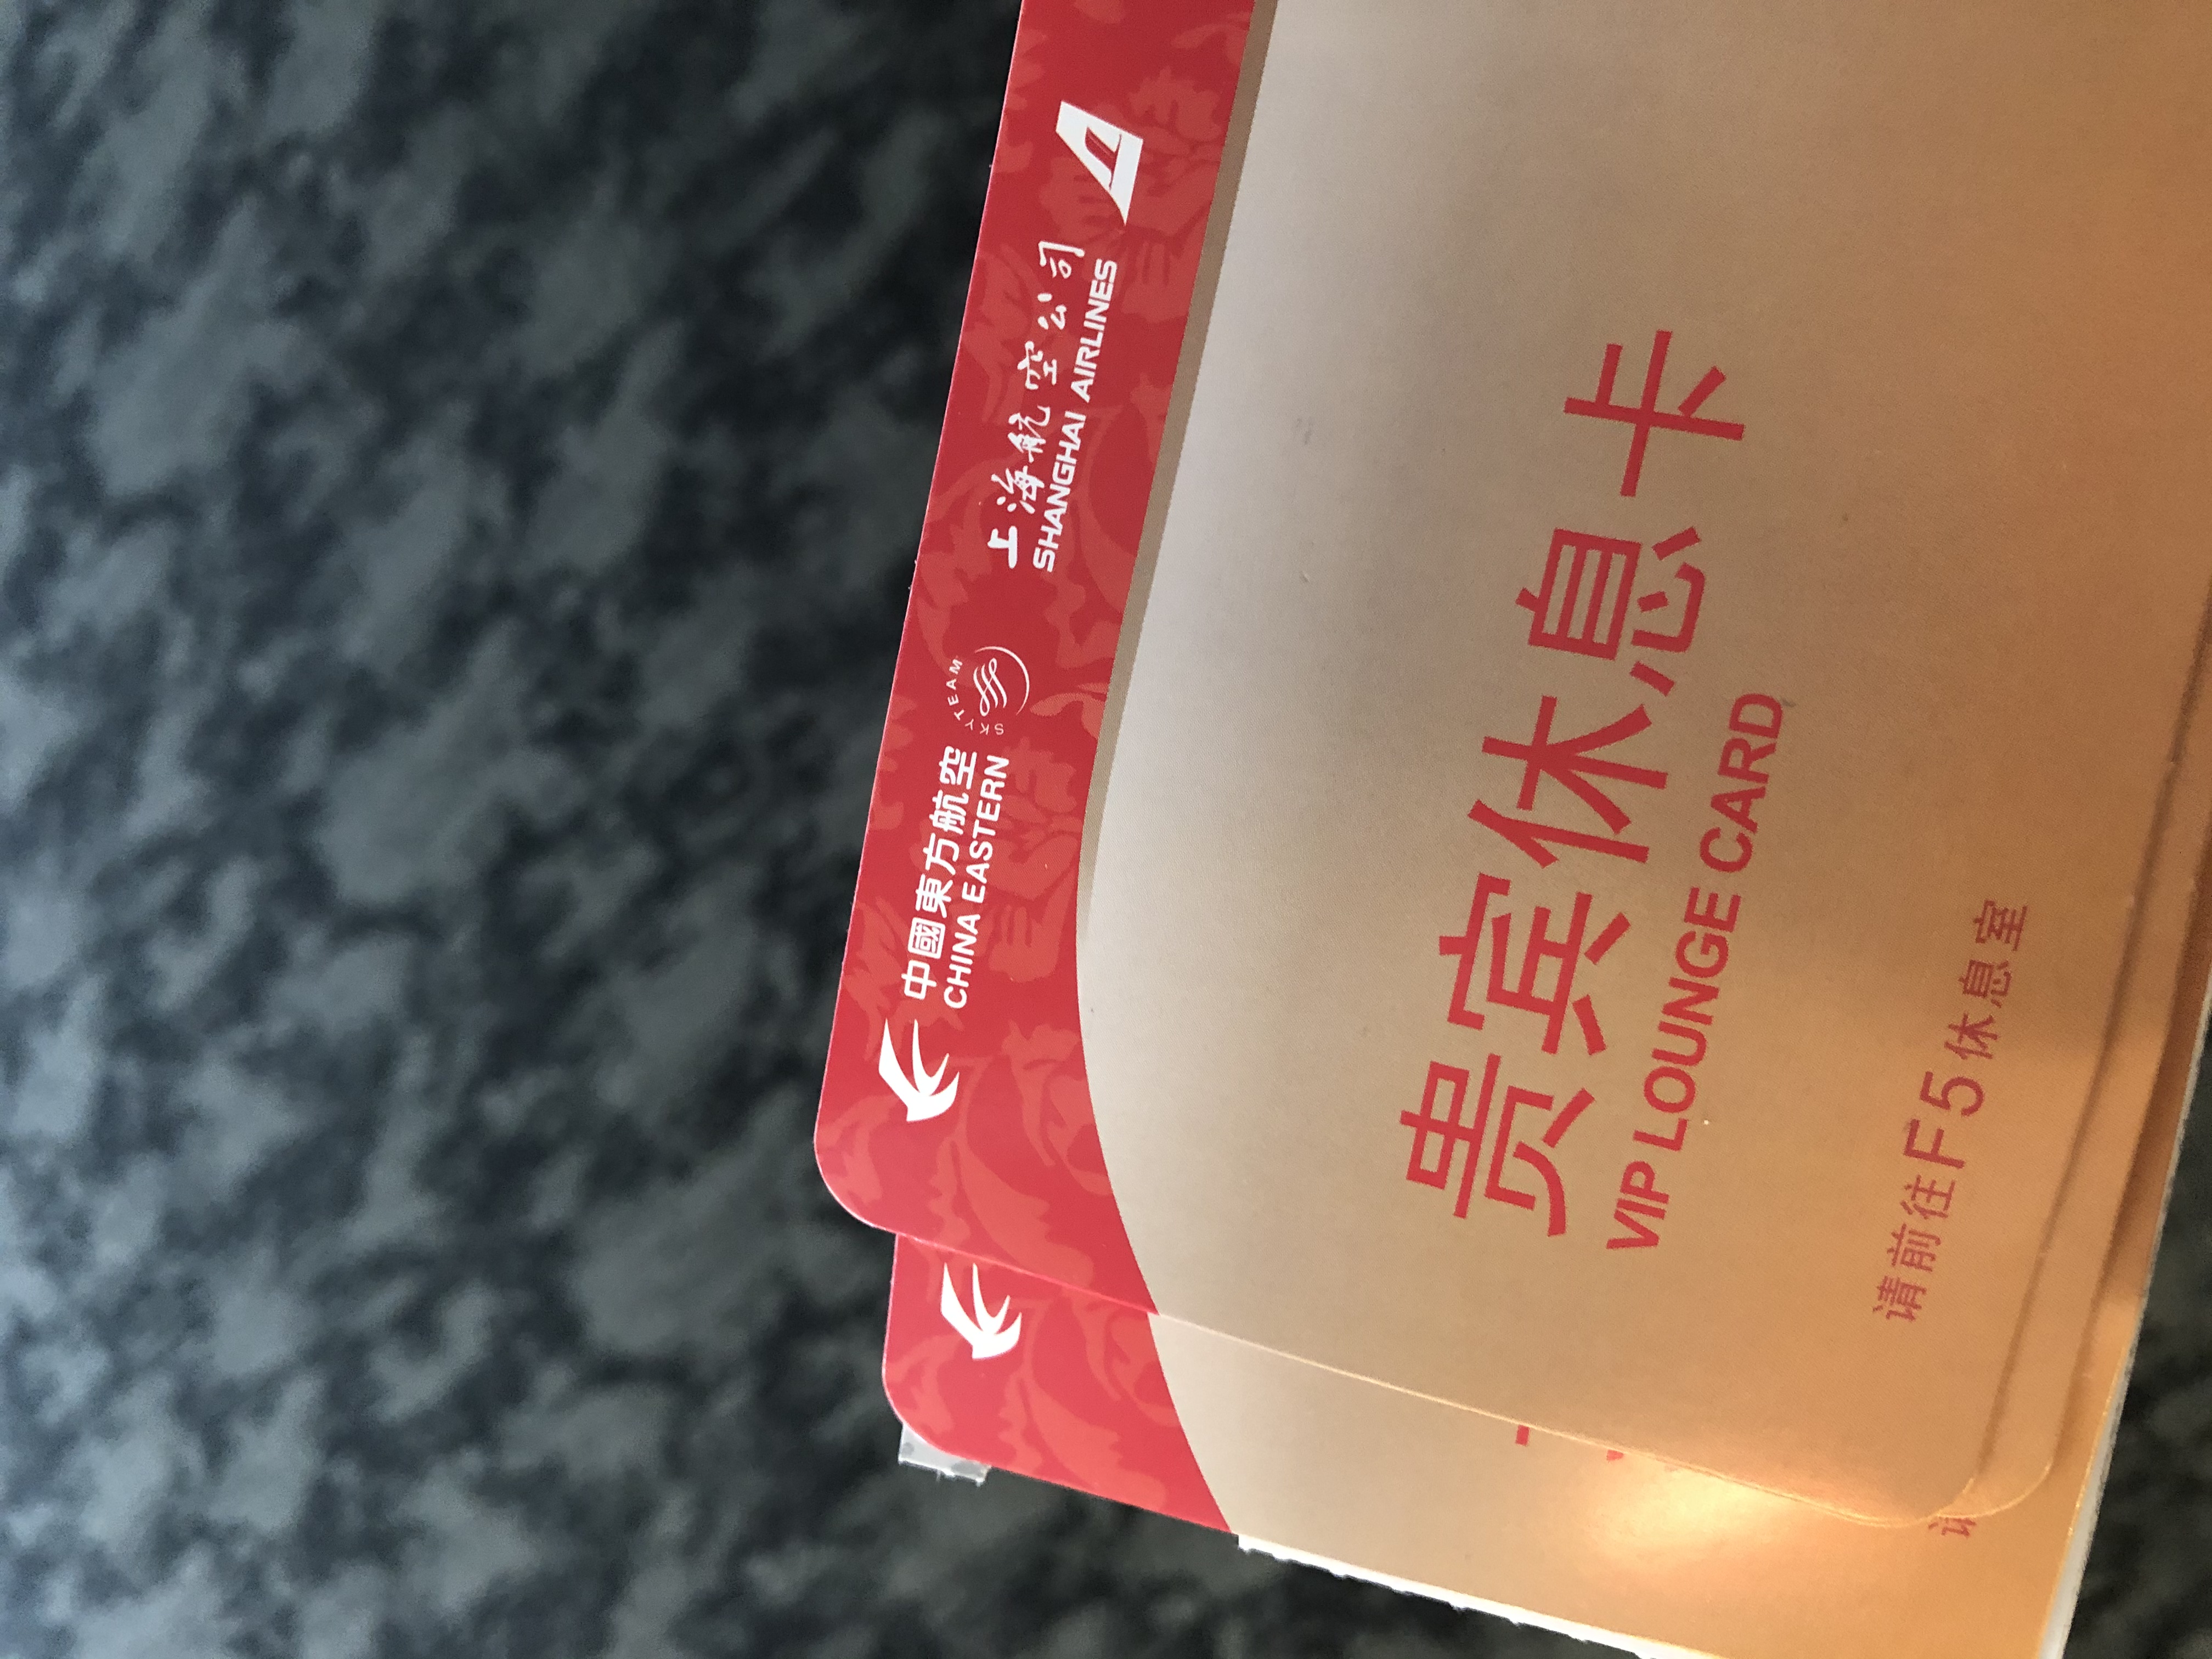 中國東方航空
CHINA EASTERN
SKYTEAM
上海航空公司
SHANGHAI AIRLINES
贵宾休息卡
VIP LOUNGE CARD
请前往F5休息室